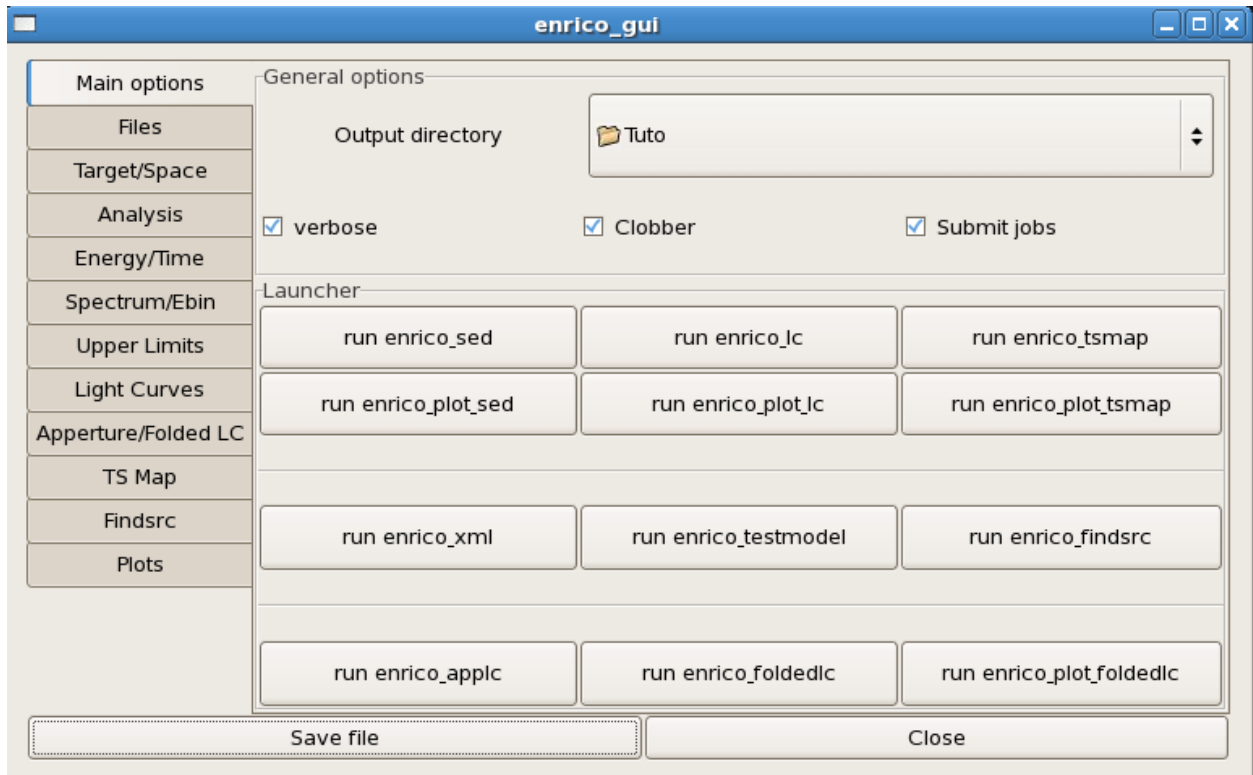 enrico_gui
Main options
Files
Target/Space
Analysis
Energy/Time
Spectrum/Ebin
Upper Limits
Light Curves
Apperture/Folded LC
TS Map
Findsrc
Plots
General options
Output directory Tuto
verbose Clobber Submit jobs
Launcher
run enrico_sed run enrico_lc run enrico_tsmap
run enrico_plot_sed run enrico_plot_lc run enrico_plot_tsmap
run enrico_xml run enrico_testmodel run enrico_findsrc
run enrico_applc run enrico_foldedlc run enrico_plot_foldedlc
Save file Close